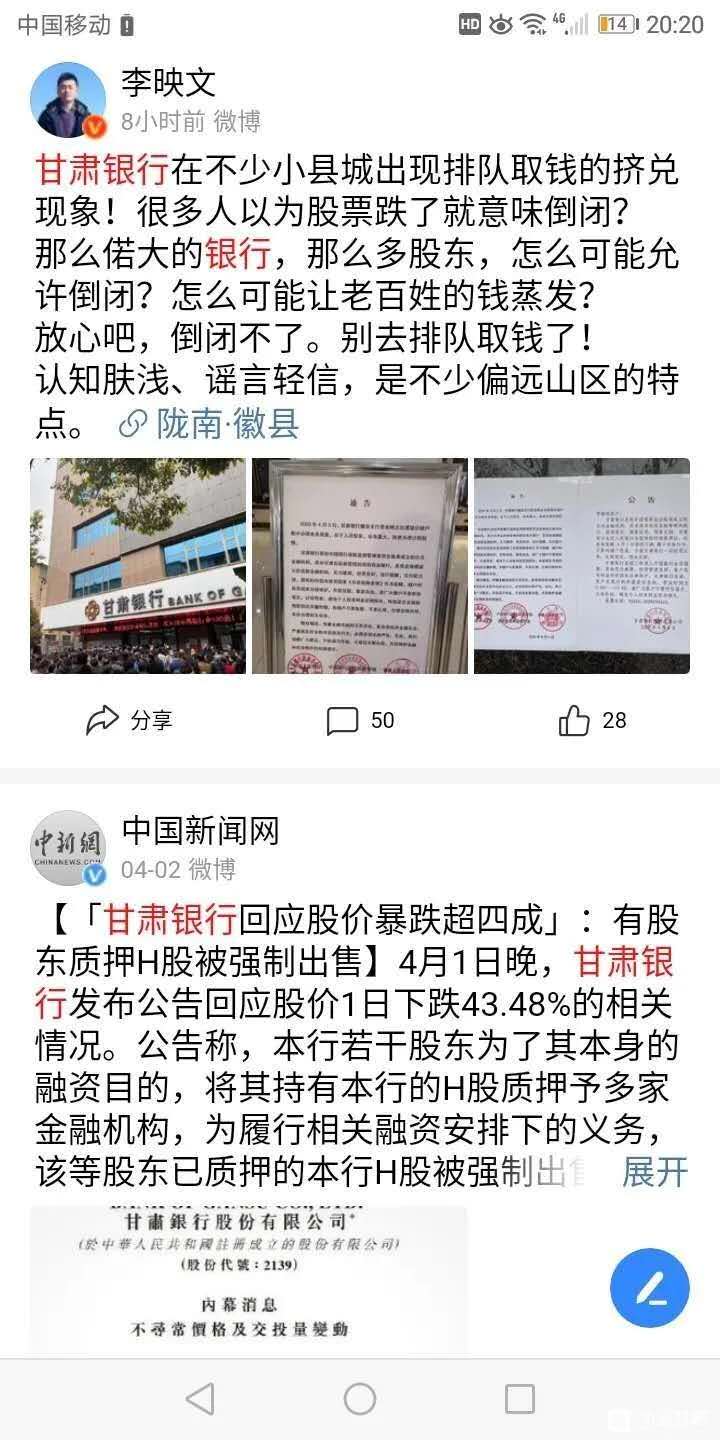 中国移动
HD
4G
14
20:20
李映文
8小时前 微博
甘肃银行在不少小县城出现排队取钱的挤兑
现象！很多人以为股票跌了就意味倒闭？
那么偌大的银行，那么多股东，怎么可能允
许倒闭？怎么可能让老百姓的钱蒸发？
放心吧，倒闭不了。别去排队取钱了！
认知肤浅、谣言轻信，是不少偏远山区的特
点。 陇南·徽县
甘肃银行 BANK OF G
通告
公告
分享
50
28
中新網
CHINANEWS.COM
中国新闻网
04-02 微博
【「甘肃银行回应股价暴跌超四成」：有股
东质押H股被强制出售】4月1日晚，甘肃银
行发布公告回应股价1日下跌43.48%的相关
情况。公告称，本行若干股东为了其本身的
融资目的，将其持有本行的H股质押予多家
金融机构，为履行相关融资安排下的义务，
该等股东已质押的本行H股被强制出售 展开
BANK OF GANSU CO., LTD.
甘肅銀行股份有限公司*
(於中華人民共和國註冊成立的股份有限公司)
(股份代號：2139)
內幕消息
不尋常價格及交投量變動